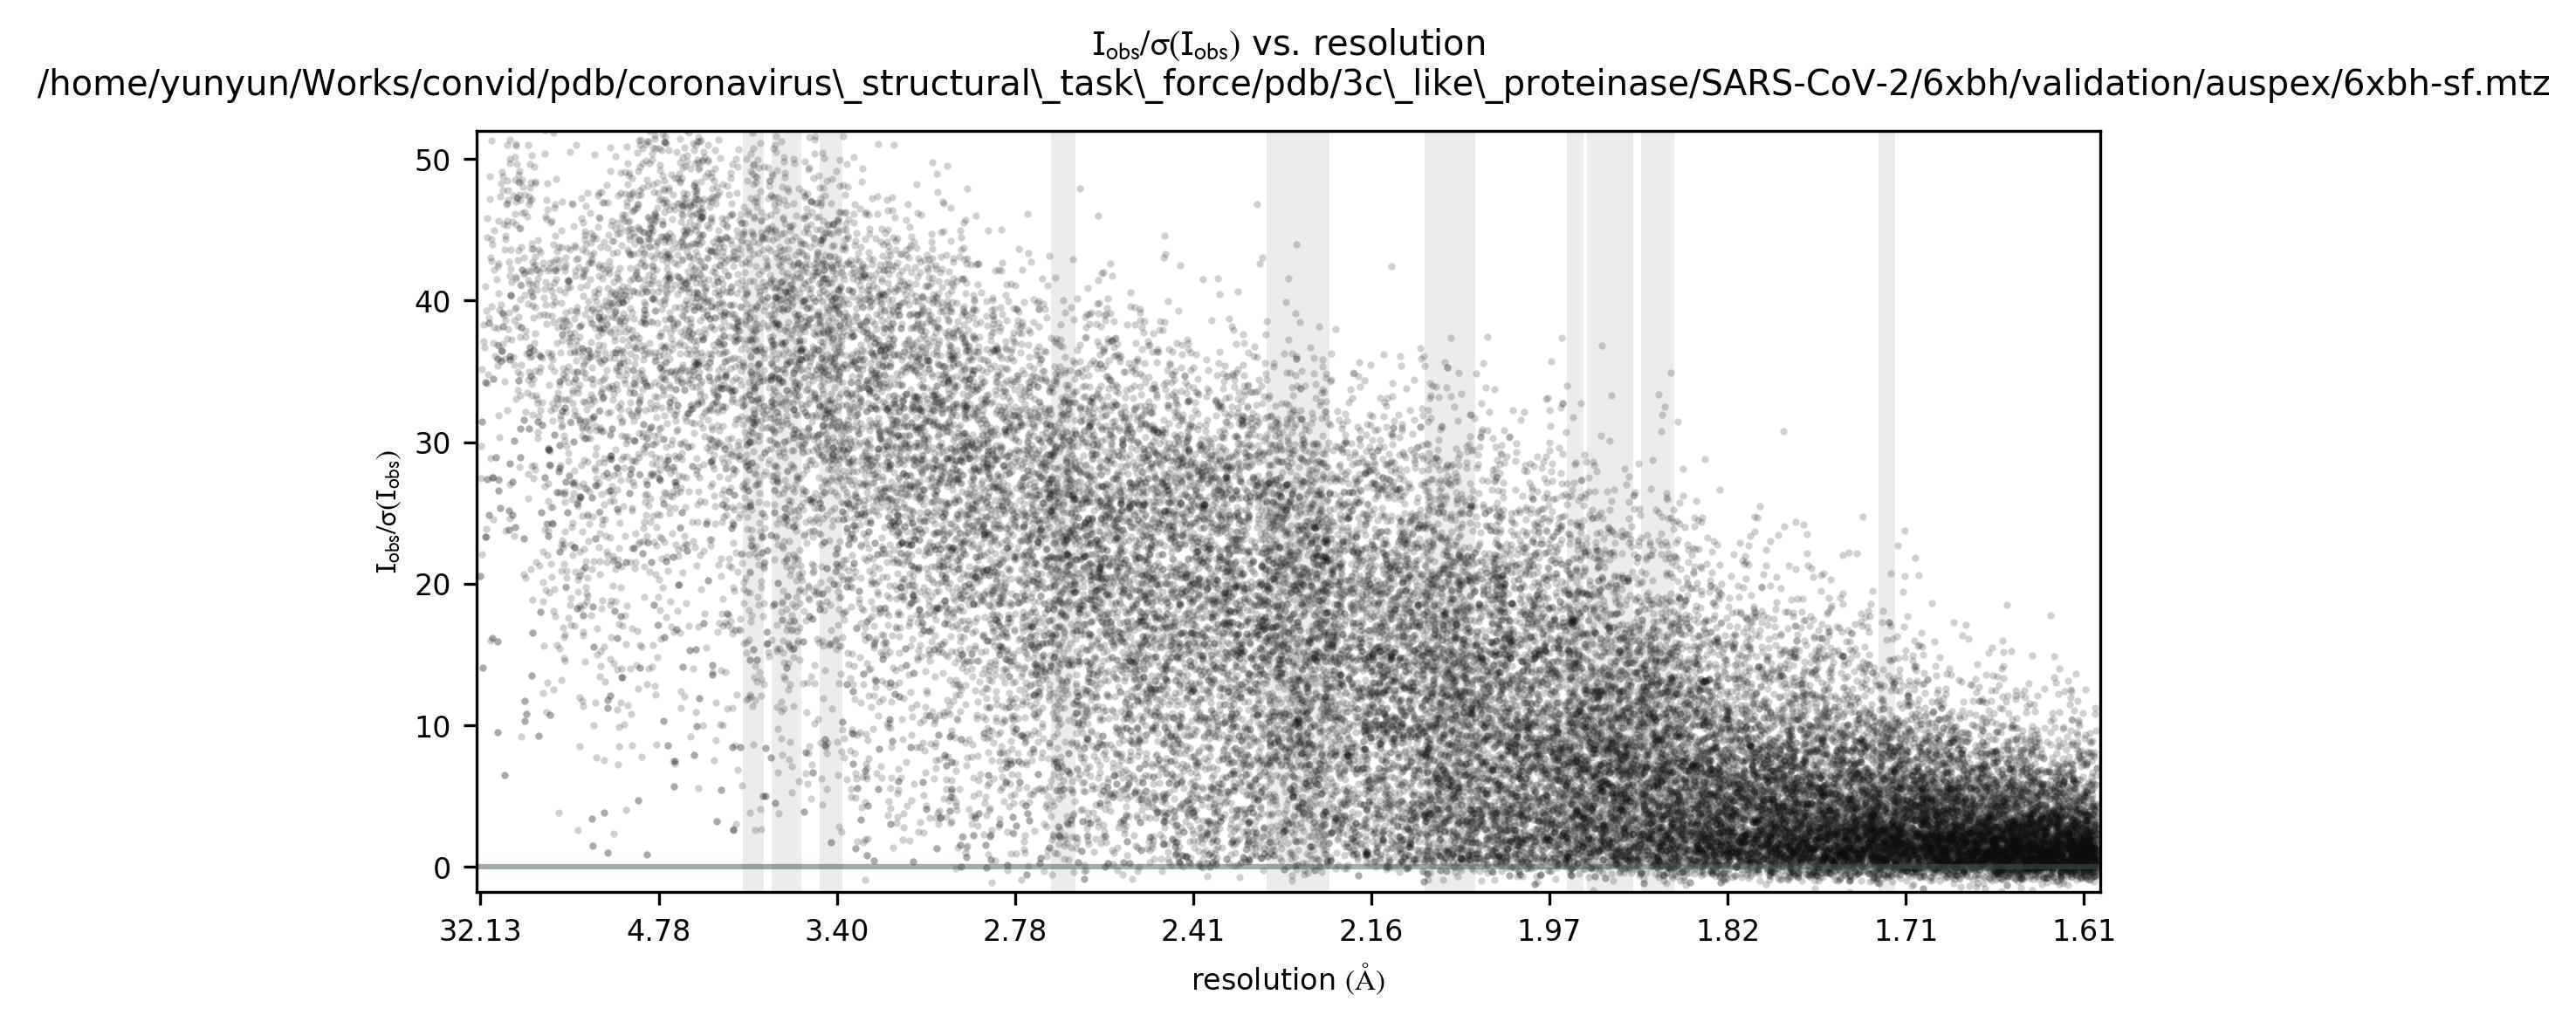 Iobs/σ(Iobs) vs. resolution
/home/yunyun/Works/convid/pdb/coronavirus\_structural\_task\_force/pdb/3c\_like\_proteinase/SARS-CoV-2/6xbh/validation/auspex/6xbh-sf.mtz
Iobs/σ(Iobs)
50
40
30
20
10
0
32.13 4.78 3.40 2.78 2.41 2.16 1.97 1.82 1.71 1.61
resolution (Å)